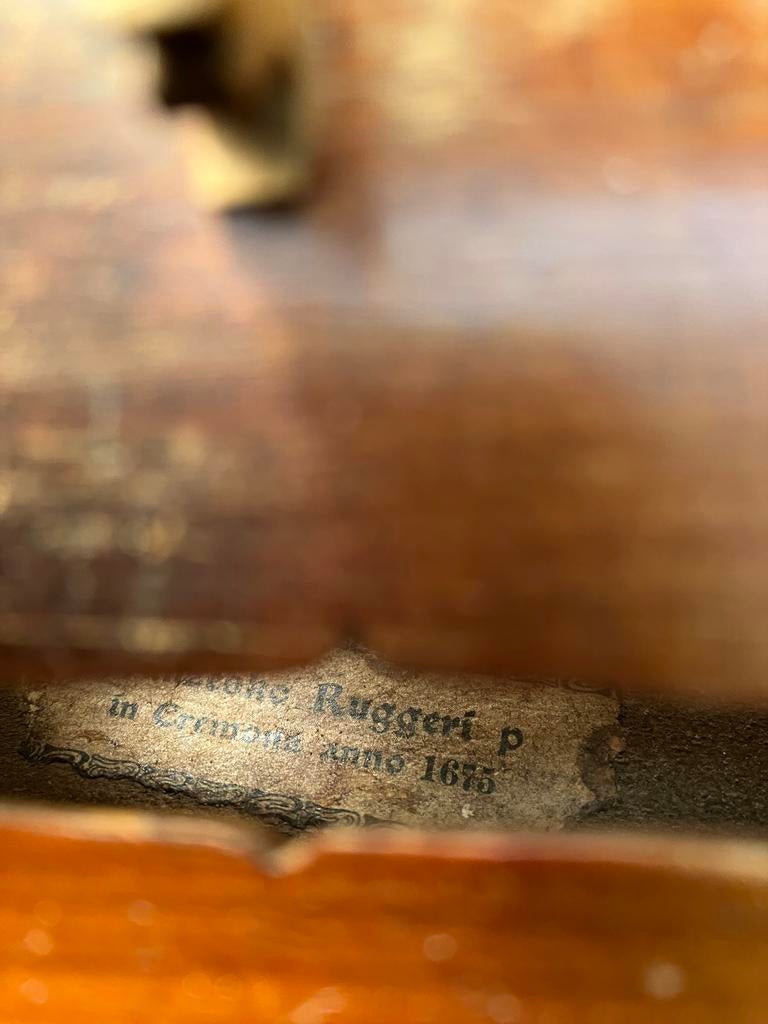 Ruggeri p
in Cremona anno 1675